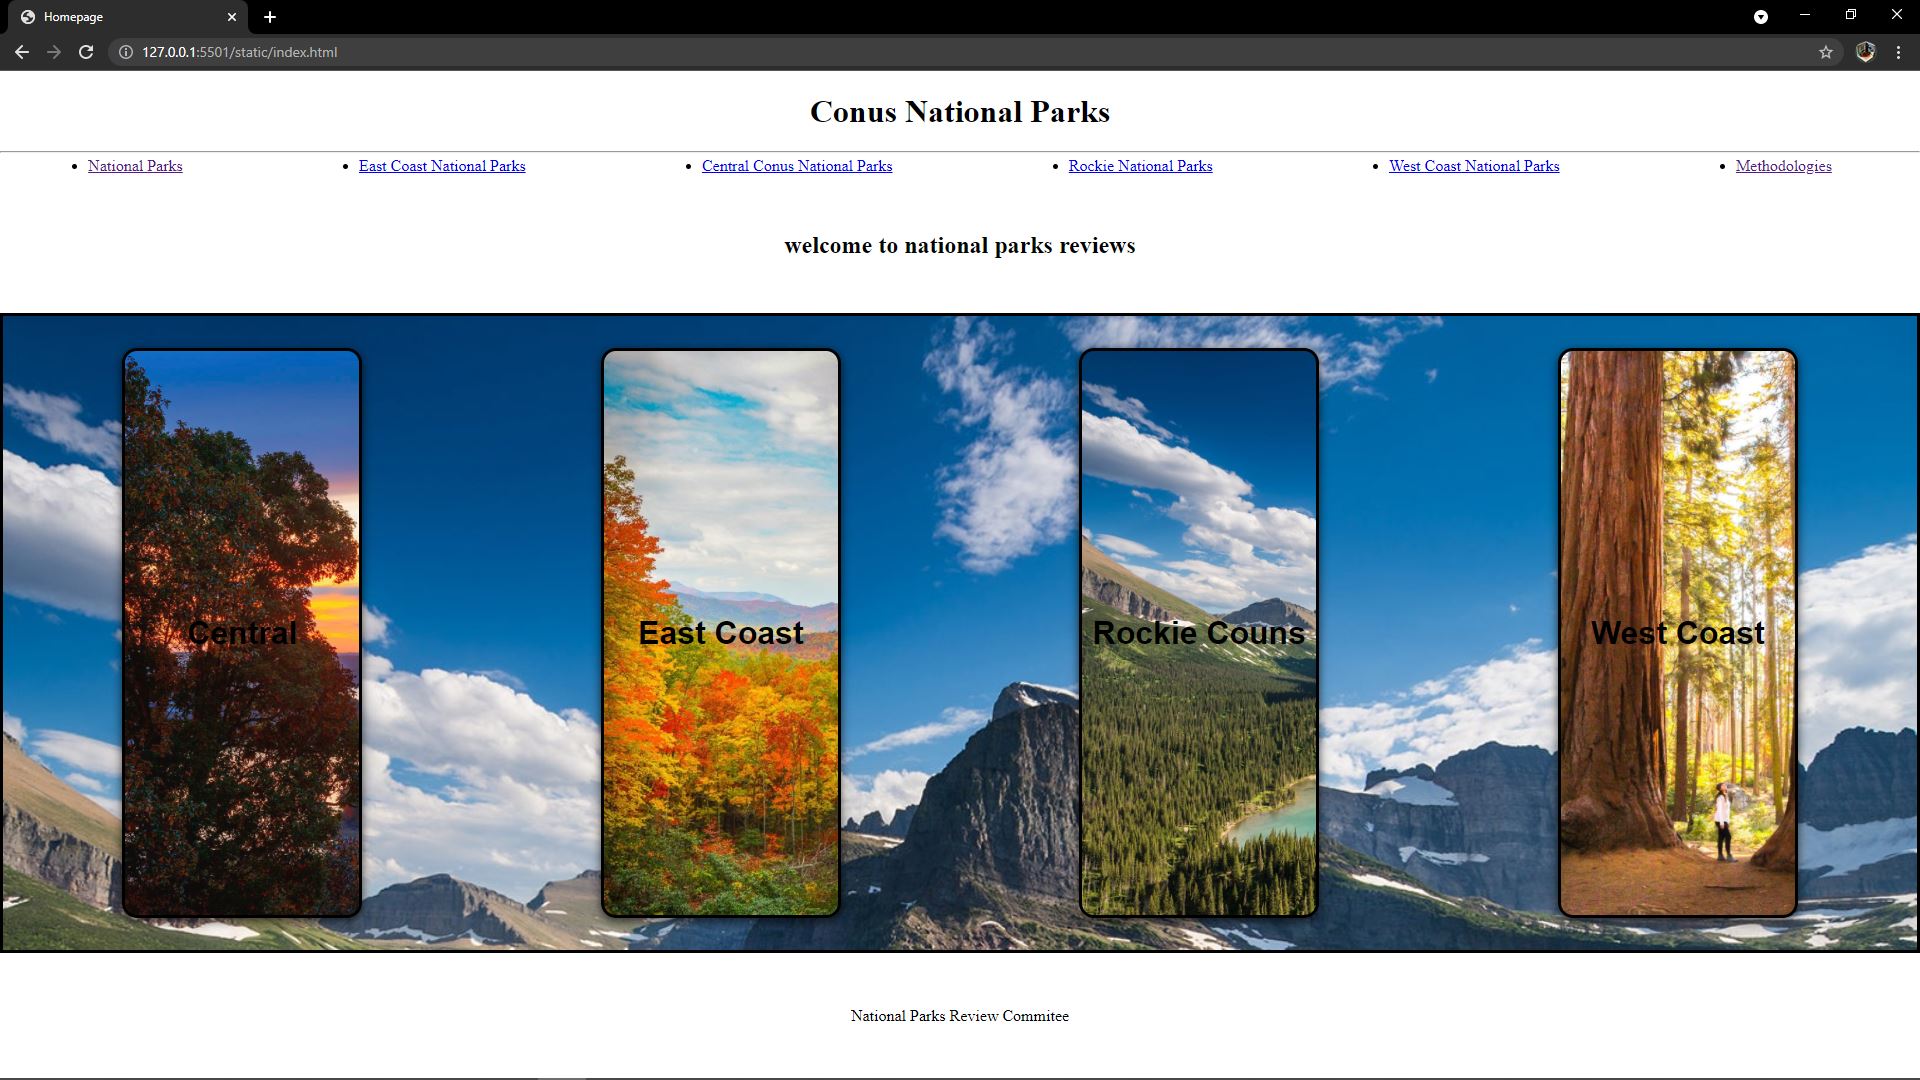 Homepage
127.0.0.1:5501/static/index.html
Conus National Parks
National Parks
East Coast National Parks
Central Conus National Parks
Rockie National Parks
West Coast National Parks
Methodologies
welcome to national parks reviews
Central
East Coast
Rockie Couns
West Coast
National Parks Review Commitee